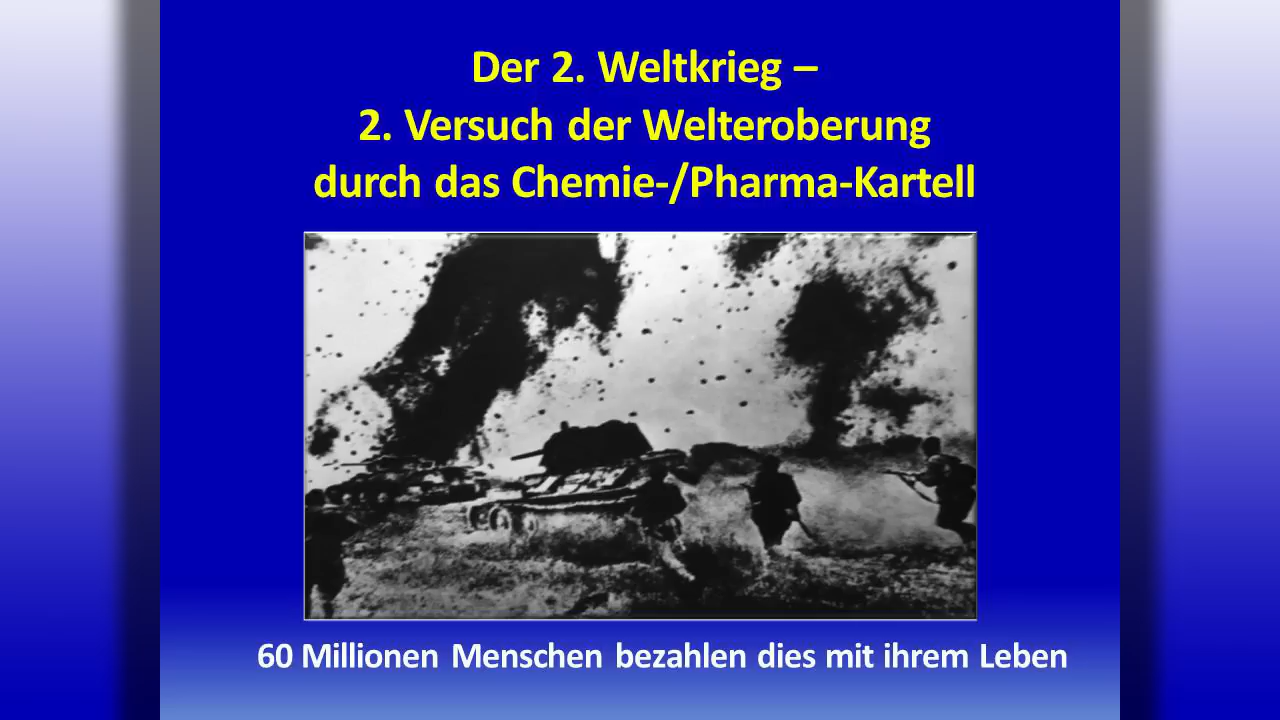 Der 2. Weltkrieg –
2. Versuch der Welteroberung
durch das Chemie-/Pharma-Kartell
60 Millionen Menschen bezahlen dies mit ihrem Leben